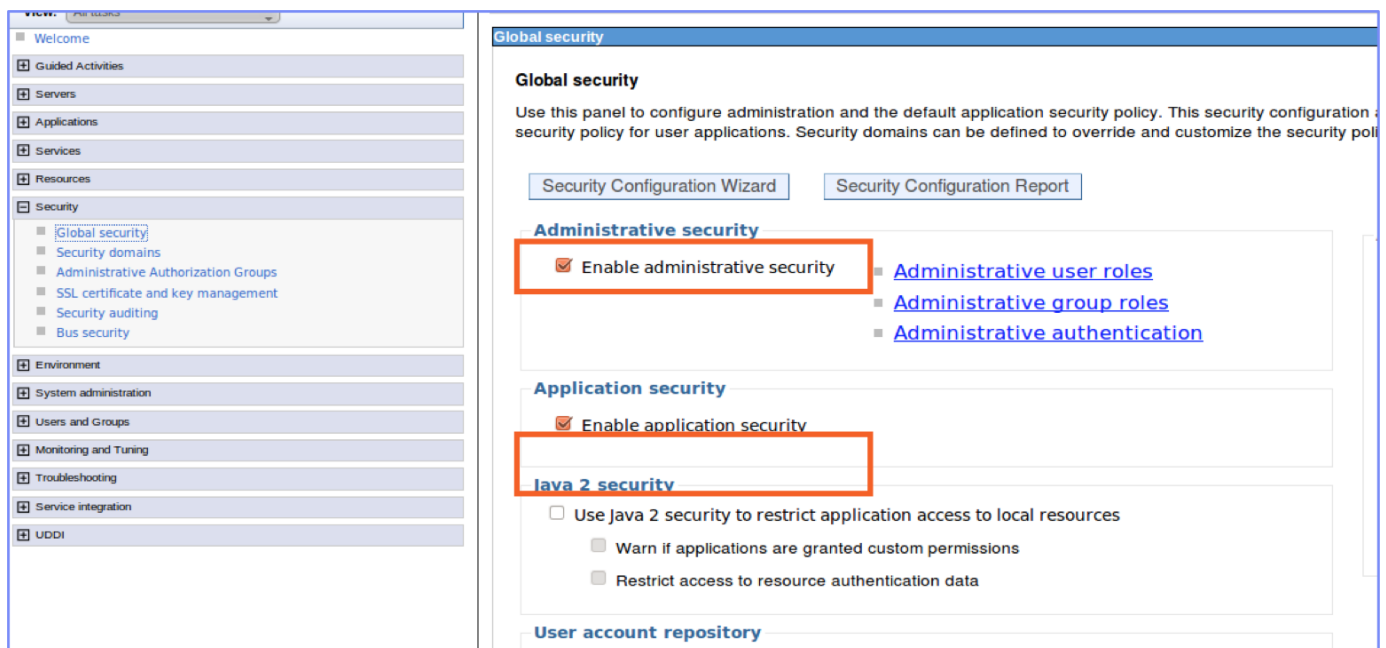 View: All tasks
Welcome
Guided Activities
Servers
Applications
Services
Resources
Security
Global security
Security domains
Administrative Authorization Groups
SSL certificate and key management
Security auditing
Bus security
Environment
System administration
Users and Groups
Monitoring and Tuning
Troubleshooting
Service integration
UDDI
Global security
Global security
Use this panel to configure administration and the default application security policy. This security configuration
security policy for user applications. Security domains can be defined to override and customize the security
Security Configuration Wizard Security Configuration Report
Administrative security
Enable administrative security
Administrative user roles
Administrative group roles
Administrative authentication
Application security
Enable application security
Java 2 security
Use Java 2 security to restrict application access to local resources
Warn if applications are granted custom permissions
Restrict access to resource authentication data
User account repository